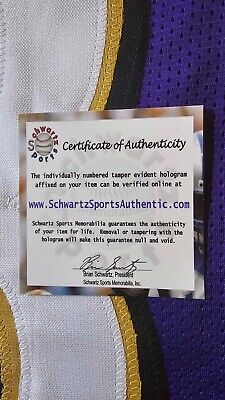 Schwartz
Sports
Certificate of Authenticity
The individually numbered tamper evident hologram
affixed on your item can be verified online at
www.SchwartzSportsAuthentic.com
Schwartz Sports Memorabilia guarantees the authenticity
of your item for life. Removal or tampering with the
hologram will make this guarantee null and void.
Brian Schwartz, President
Schwartz Sports Memorabilia, Inc.